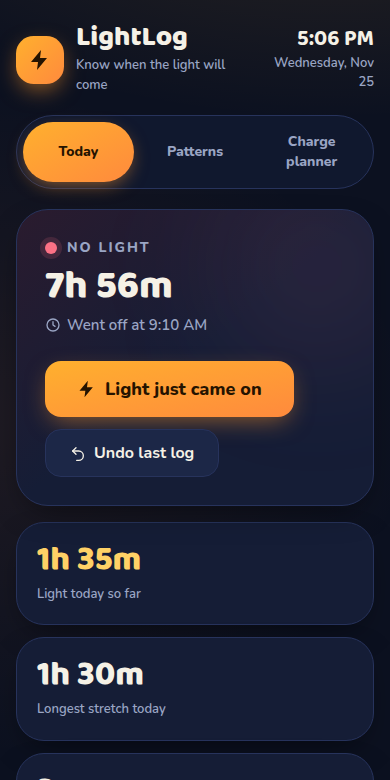 LightLog
Know when the light will
come
5:06 PM
Wednesday, Nov
25
Today
Patterns
Charge
planner
NO LIGHT
7h 56m
Went off at 9:10 AM
Light just came on
Undo last log
1h 35m
Light today so far
1h 30m
Longest stretch today